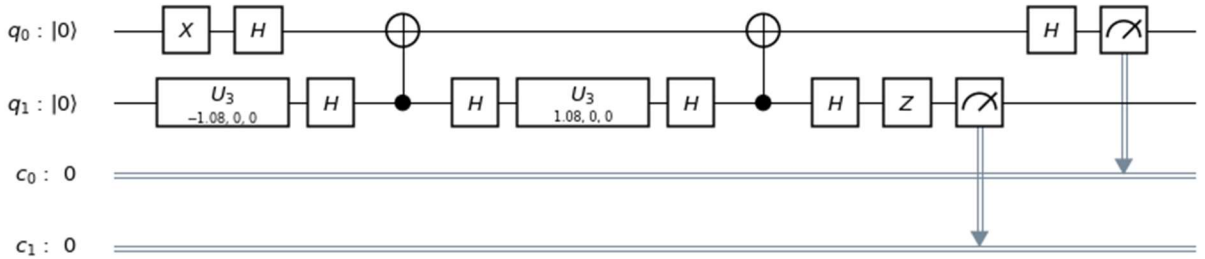 q₀ : |0⟩ X H H
q₁ : |0⟩ U₃ H H U₃ H H Z
−1.08, 0, 0 1.08, 0, 0
c₀ : 0
c₁ : 0